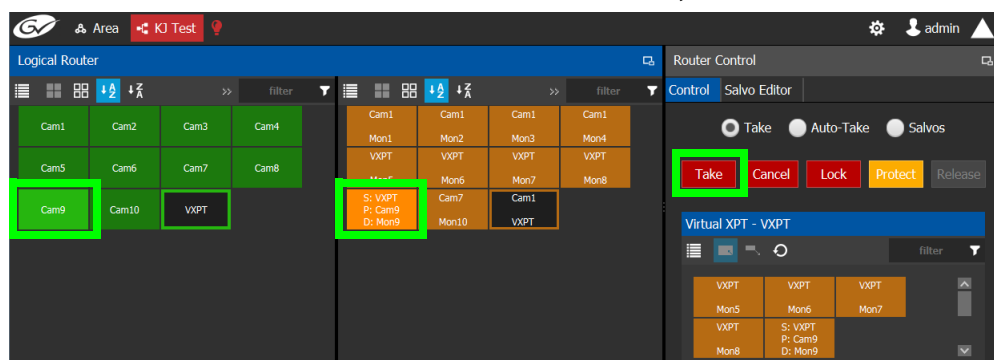 GV Area KJ Test admin
Logical Router
Router Control
filter
filter
Control Salvo Editor
Cam1 Cam2 Cam3 Cam4
Cam5 Cam6 Cam7 Cam8
Cam9 Cam10 VXPT
Cam1 Cam1 Cam1 Cam1
Mon1 Mon2 Mon3 Mon4
VXPT VXPT VXPT VXPT
Mon5 Mon6 Mon7 Mon8
S: VXPT Cam7 Cam1
P: Cam9
D: Mon9 Mon10 VXPT
Take Auto-Take Salvos
Take Cancel Lock Protect Release
Virtual XPT - VXPT
filter
VXPT VXPT VXPT
Mon5 Mon6 Mon7
VXPT S: VXPT
P: Cam9
Mon8 D: Mon9